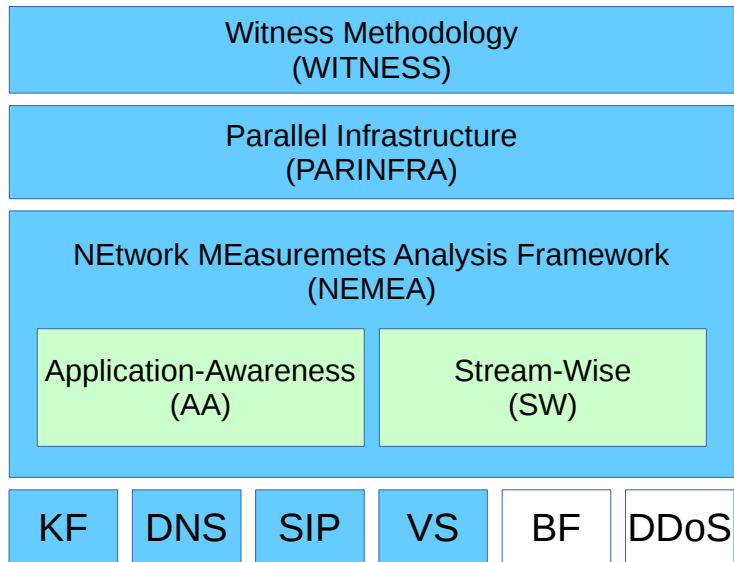 Witness Methodology
(WITNESS)
Parallel Infrastructure
(PARINFRA)
NEtwork MEasuremets Analysis Framework
(NEMEA)
Application-Awareness
(AA)
Stream-Wise
(SW)
KF
DNS
SIP
VS
BF
DDoS